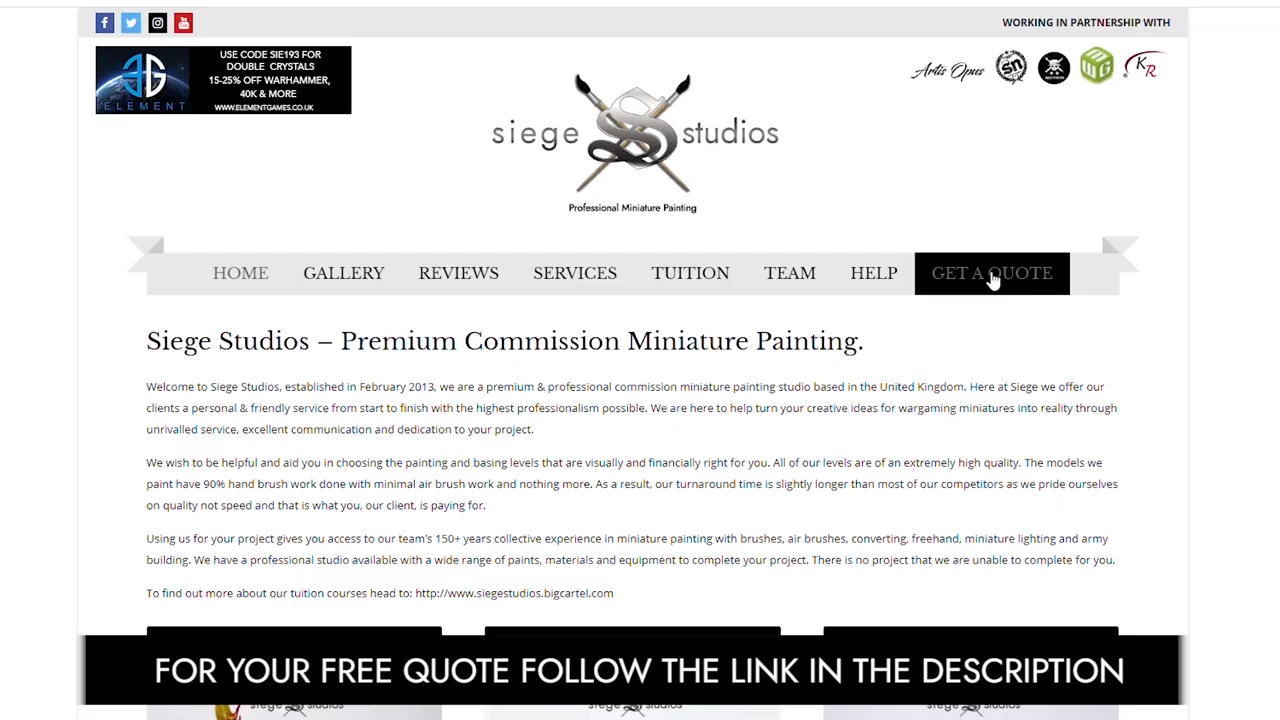 WORKING IN PARTNERSHIP WITH
USE CODE SIE193 FOR
DOUBLE CRYSTALS
15-25% OFF WARHAMMER,
40K & MORE
WWW.ELEMENTGAMES.CO.UK
ELEMENT
Artis Opus
KR
siege studios
Professional Miniature Painting
HOME GALLERY REVIEWS SERVICES TUITION TEAM HELP GET A QUOTE
Siege Studios – Premium Commission Miniature Painting.
Welcome to Siege Studios, established in February 2013, we are a premium & professional commission miniature painting studio based in the United Kingdom. Here at Siege we offer our
clients a personal & friendly service from start to finish with the highest professionalism possible. We are here to help turn your creative ideas for wargaming miniatures into reality through
unrivalled service, excellent communication and dedication to your project.
We wish to be helpful and aid you in choosing the painting and basing levels that are visually and financially right for you. All of our levels are of an extremely high quality. The models we
paint have 90% hand brush work done with minimal air brush work and nothing more. As a result, our turnaround time is slightly longer than most of our competitors as we pride ourselves
on quality not speed and that is what you, our client, is paying for.
Using us for your project gives you access to our team's 150+ years collective experience in miniature painting with brushes, air brushes, converting, freehand, miniature lighting and army
building. We have a professional studio available with a wide range of paints, materials and equipment to complete your project. There is no project that we are unable to complete for you.
To find out more about our tuition courses head to: http://www.siegestudios.bigcartel.com
FOR YOUR FREE QUOTE FOLLOW THE LINK IN THE DESCRIPTION